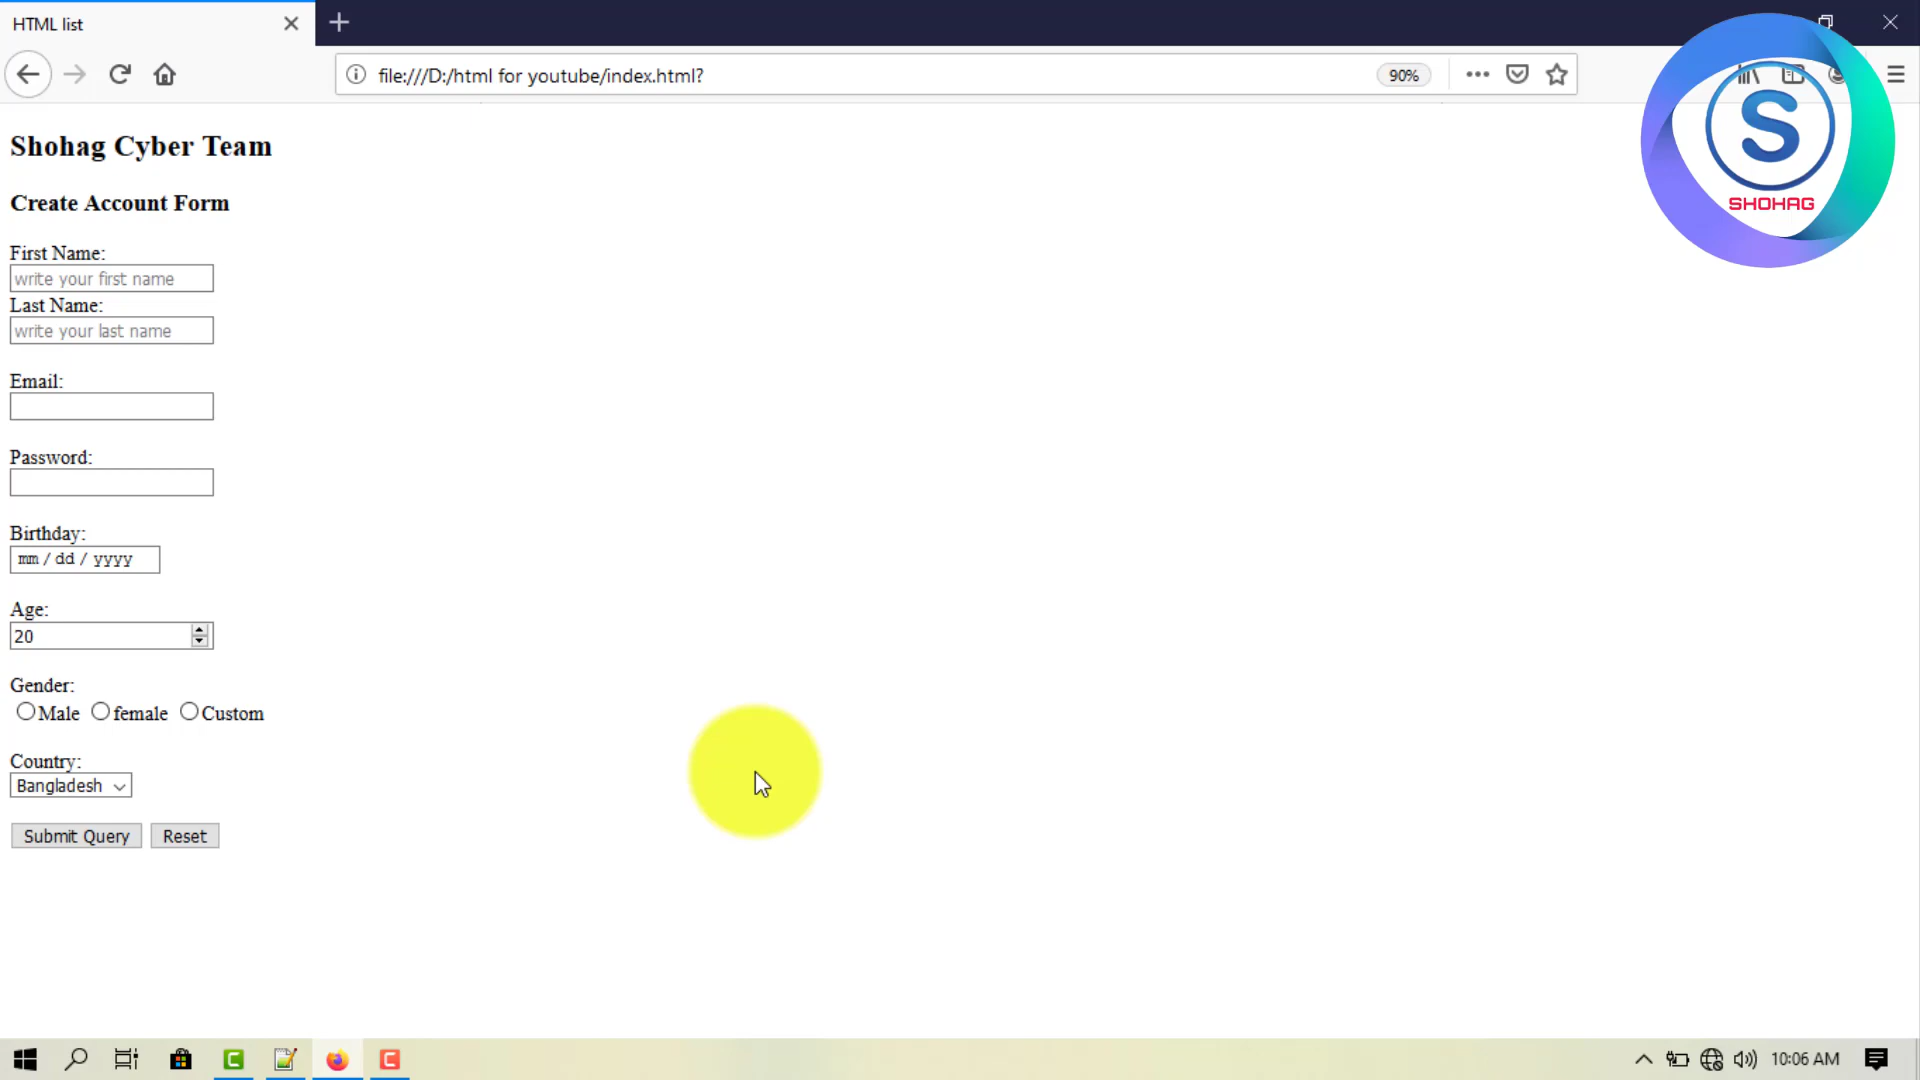 HTML list
file:///D:/html for youtube/index.html?
90%
S
SHOHAG
Shohag Cyber Team
Create Account Form
First Name:
write your first name
Last Name:
write your last name
Email:
Password:
Birthday:
mm / dd / yyyy
Age:
20
Gender:
Male female Custom
Country:
Bangladesh
Submit Query Reset
10:06 AM